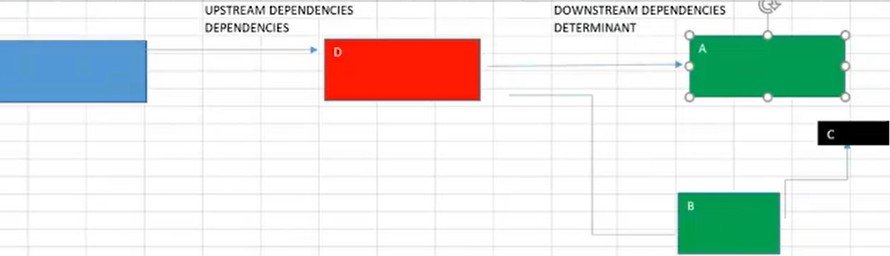 UPSTREAM DEPENDENCIES
DEPENDENCIES
DOWNSTREAM DEPENDENCIES
DETERMINANT
D
A
C
B